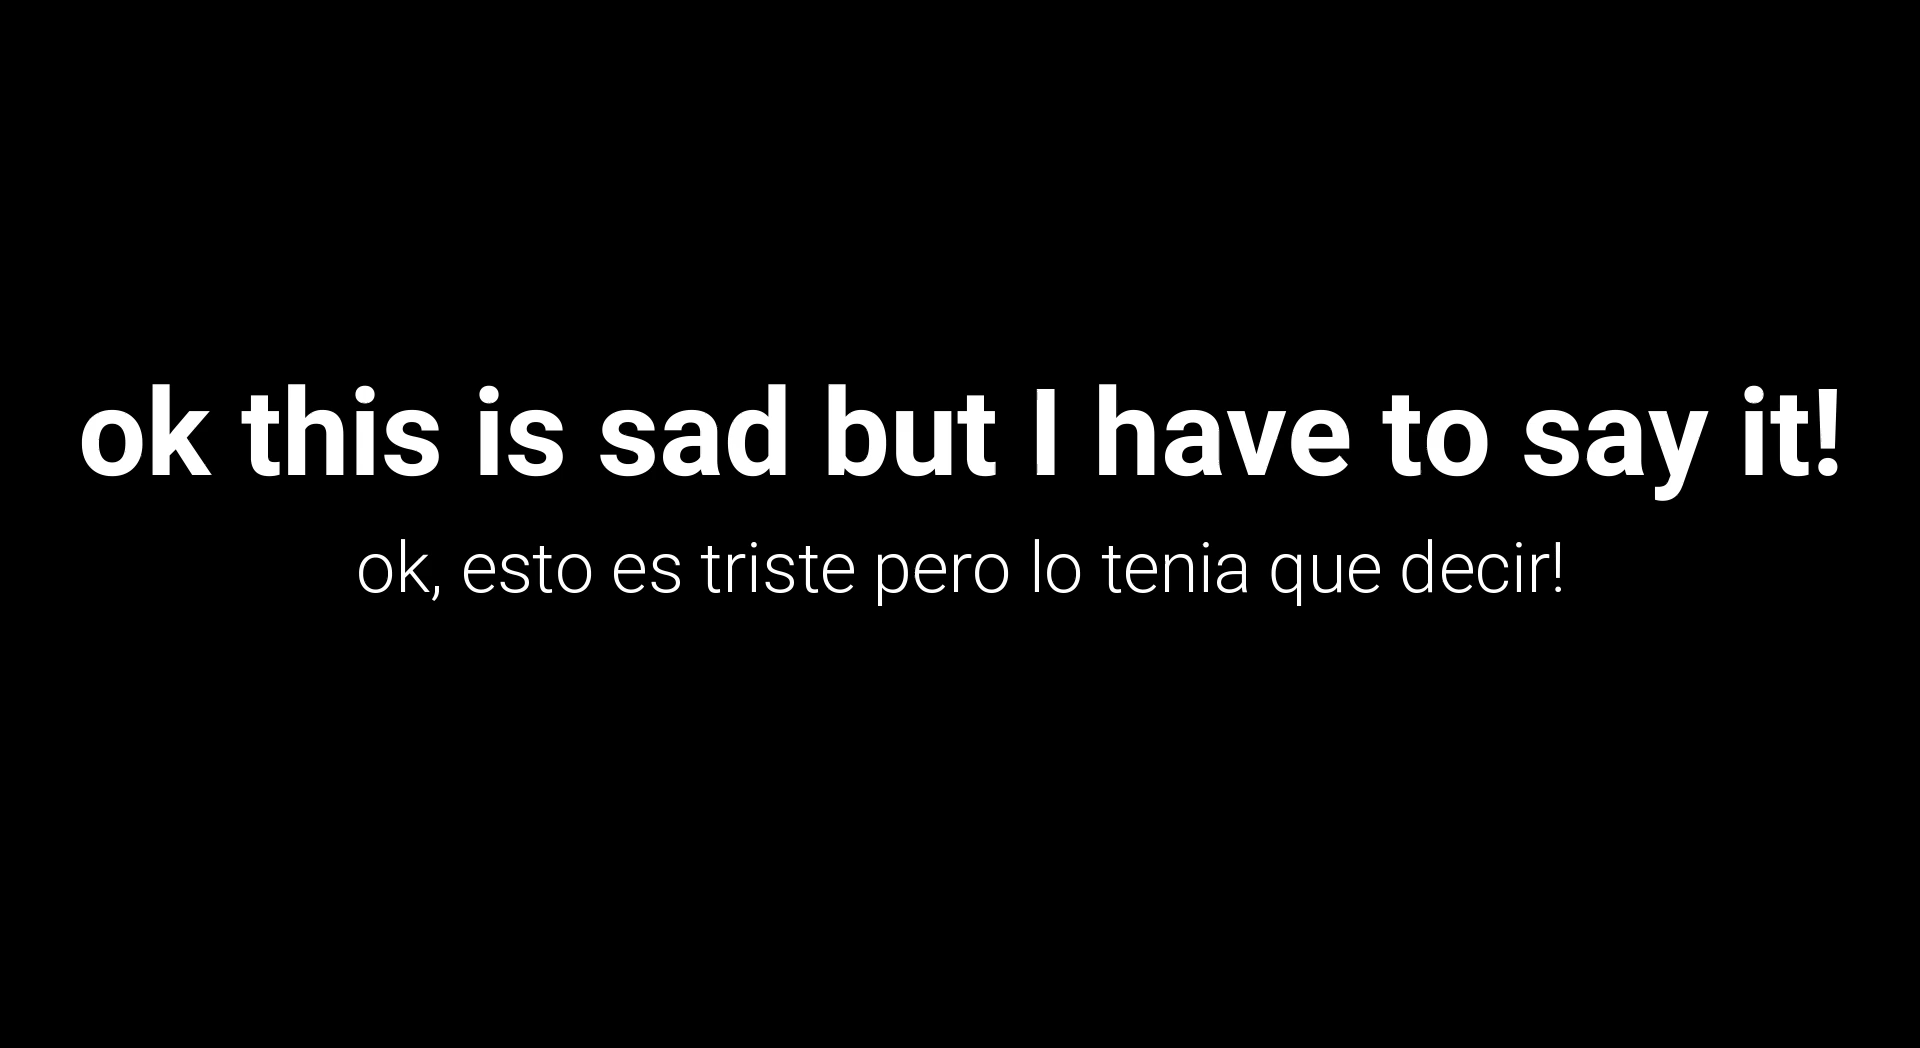 ok this is sad but I have to say it!
ok, esto es triste pero lo tenia que decir!